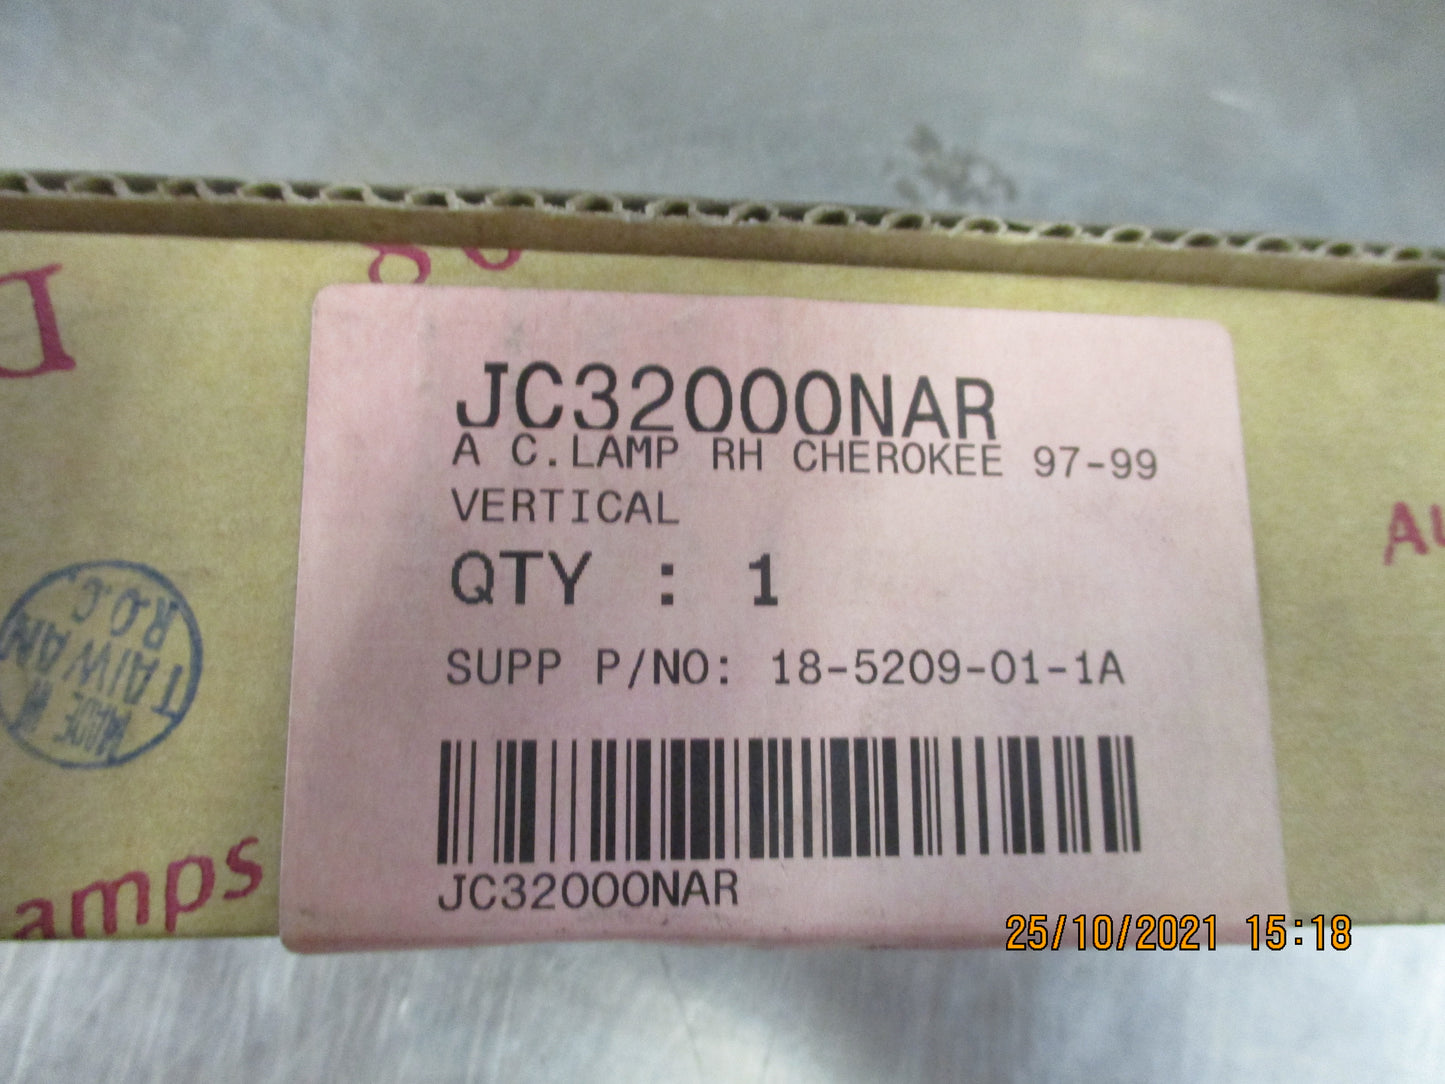 JC32000NAR
A C.LAMP RH CHEROKEE 97-99
VERTICAL
QTY : 1
SUPP P/NO: 18-5209-01-1A
JC32000NAR
MADE IN
TAIWAN
R.O.C.
amps
Au
25/10/2021 15:18